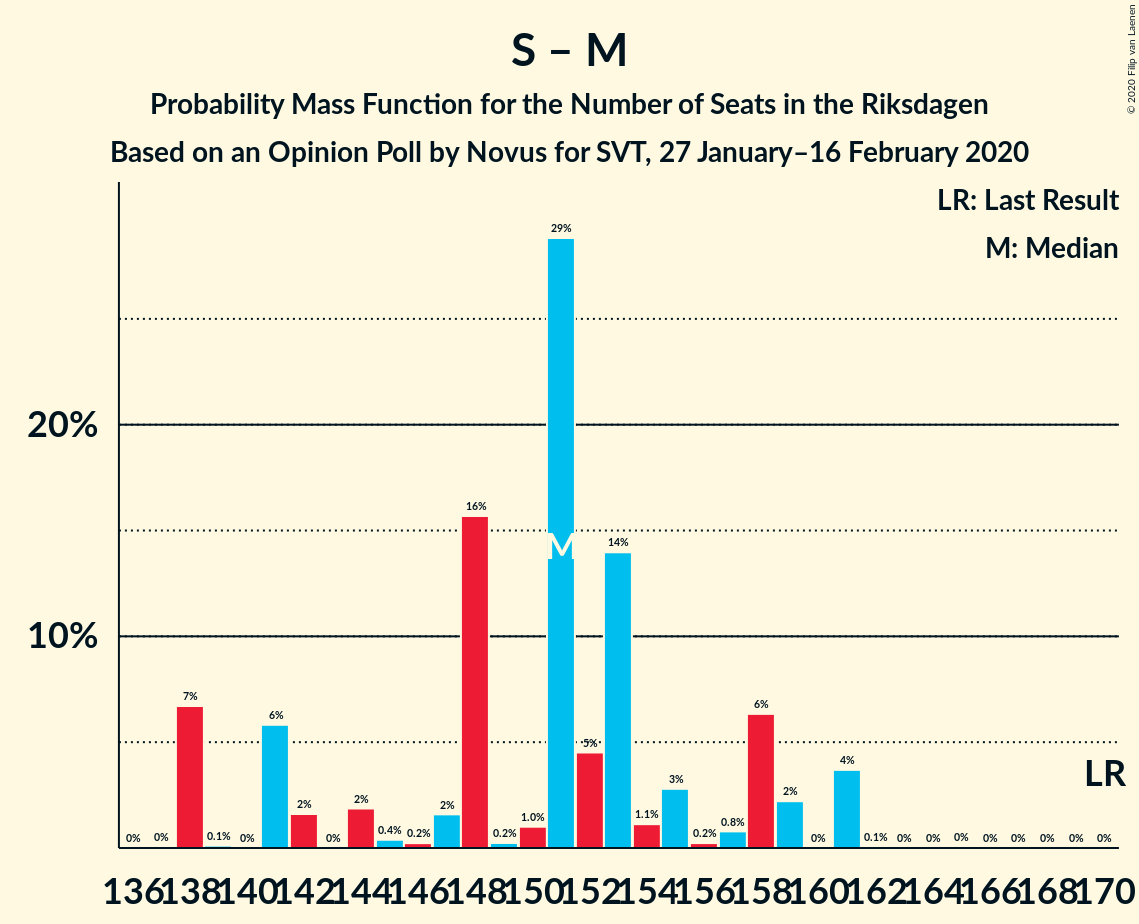 © 2020 Filip van Laenen
S – M
Probability Mass Function for the Number of Seats in the Riksdagen
Based on an Opinion Poll by Novus for SVT, 27 January–16 February 2020
LR: Last Result
M: Median
29%
20%
16%
M
14%
10%
7%
6%
6%
5%
4%
3%
LR
2%
2%
2%
2%
0% 0% 0.1% 0% 0% 0.4% 0.2% 0.2% 1.0% 1.1% 0.2% 0.8% 0% 0.1% 0% 0% 0% 0% 0% 0% 0% 0%
136 138 140 142 144 146 148 150 152 154 156 158 160 162 164 166 168 170